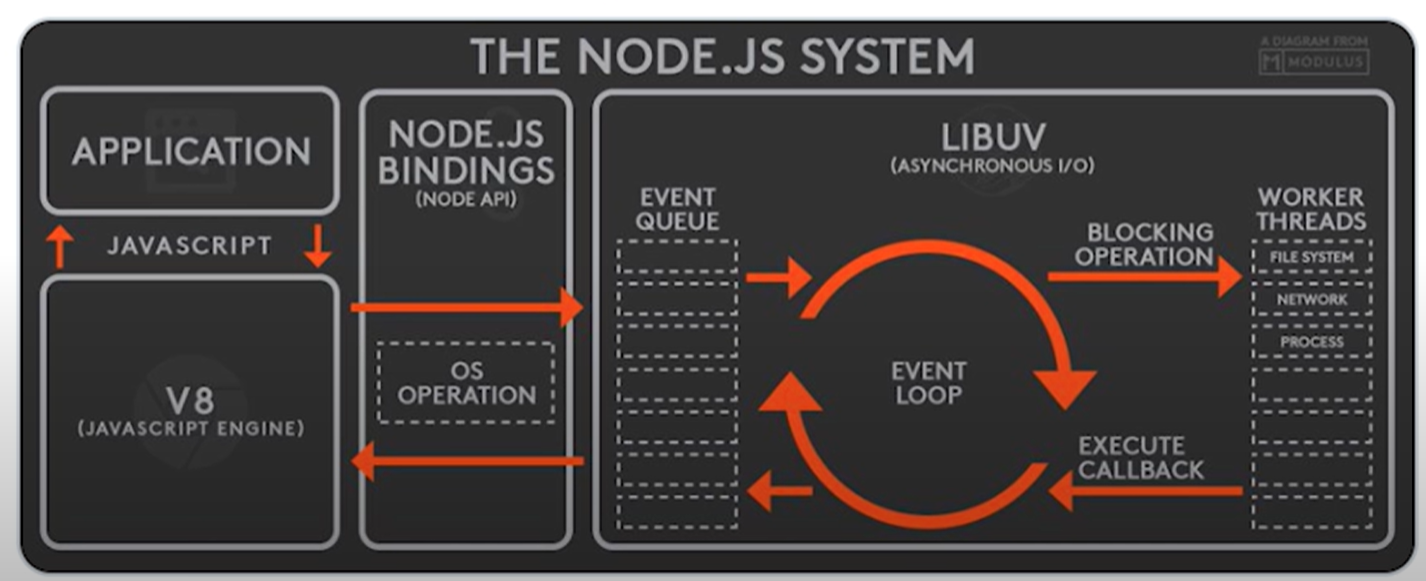 THE NODE.JS SYSTEM
A DIAGRAM FROM
MODULUS
APPLICATION
JAVASCRIPT
V8
(JAVASCRIPT ENGINE)
NODE.JS
BINDINGS
(NODE API)
OS
OPERATION
LIBUV
(ASYNCHRONOUS I/O)
EVENT
QUEUE
EVENT
LOOP
BLOCKING
OPERATION
EXECUTE
CALLBACK
WORKER
THREADS
FILE SYSTEM
NETWORK
PROCESS